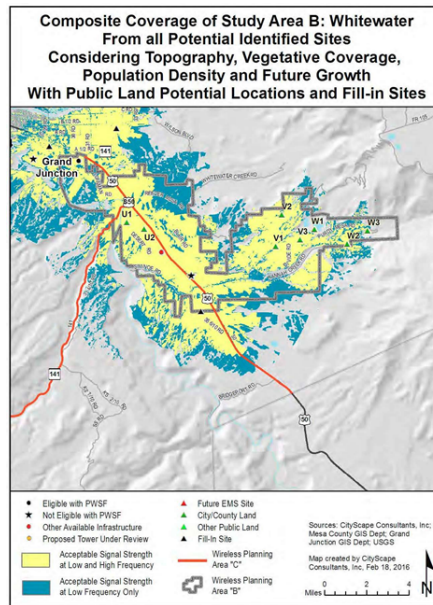 Composite Coverage of Study Area B: Whitewater
From all Potential Identified Sites
Considering Topography, Vegetative Coverage,
Population Density and Future Growth
With Public Land Potential Locations and Fill-in Sites
141
Grand
Junction
50
WHITEWATER CREEK RD
U1
U2
V2
W1
V3
V1
W3
W2
50
141
BRIDGEPORT RD
50
Eligible with PWSF
Not Eligible with PWSF
Other Available Infrastructure
Proposed Tower Under Review
Acceptable Signal Strength
at Low and High Frequency
Acceptable Signal Strength
at Low Frequency Only
Future EMS Site
City/County Land
Other Public Land
Fill-In Site
Wireless Planning
Area "C"
Wireless Planning
Area "B"
Sources: CityScape Consultants, Inc;
Mesa County GIS Dept; Grand
Junction GIS Dept; USGS
Map created by CityScape
Consultants, Inc, Feb 18, 2016
0 2 4
Miles
N